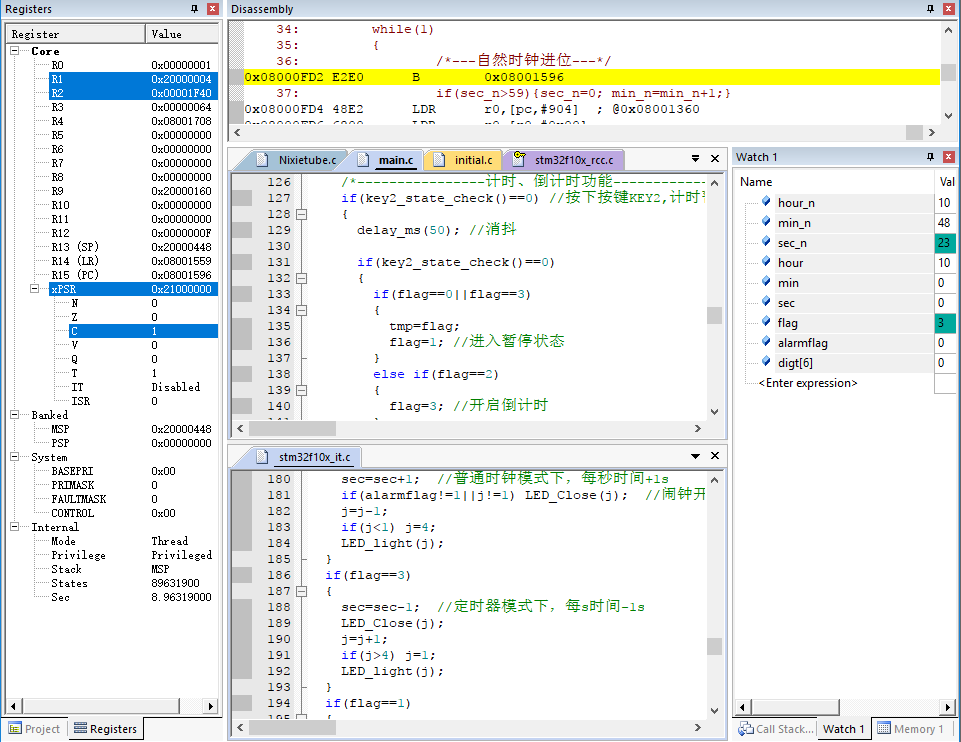 Registers
Register Value
Core
R0 0x00000001
R1 0x20000004
R2 0x00001F40
R3 0x00000064
R4 0x08001708
R5 0x00000000
R6 0x00000000
R7 0x00000000
R8 0x00000000
R9 0x20000160
R10 0x00000000
R11 0x00000000
R12 0x0000000F
R13 (SP) 0x20000448
R14 (LR) 0x08001559
R15 (PC) 0x08001596
xPSR 0x21000000
N 0
Z 0
C 1
V 0
Q 0
T 1
IT Disabled
ISR 0
Banked
MSP 0x20000448
PSP 0x00000000
System
BASEPRI 0x00
PRIMASK 0
FAULTMASK 0
CONTROL 0x00
Internal
Mode Thread
Privilege Privileged
Stack MSP
States 89631900
Sec 8.96319000
Project Registers
Disassembly
34: while(1)
35: {
36: /*---自然时钟进位---*/
0x08000FD2 E2E0 B 0x08001596
37: if(sec_n>59){sec_n=0; min_n=min_n+1;}
0x08000FD4 48E2 LDR r0,[pc,#904] ; @0x08001360
Nixietube.c main.c initial.c stm32f10x_rcc.c
126 /*----------------计时、倒计时功能------------
127 if(key2_state_check()==0) //按下按键KEY2,计时
128 {
129 delay_ms(50); //消抖
130
131 if(key2_state_check()==0)
132 {
133 if(flag==0||flag==3)
134 {
135 tmp=flag;
136 flag=1; //进入暂停状态
137 }
138 else if(flag==2)
139 {
140 flag=3; //开启倒计时
stm32f10x_it.c
180 sec=sec+1; //普通时钟模式下，每秒时间+1s
181 if(alarmflag!=1||j!=1) LED_Close(j); //闹钟开
182 j=j-1;
183 if(j<1) j=4;
184 LED_light(j);
185 }
186 if(flag==3)
187 {
188 sec=sec-1; //定时器模式下，每s时间-1s
189 LED_Close(j);
190 j=j+1;
191 if(j>4) j=1;
192 LED_light(j);
193 }
194 if(flag==1)
Watch 1
Name Val
hour_n 10
min_n 48
sec_n 23
hour 10
min 0
sec 0
flag 3
alarmflag 0
digt[6] 0
<Enter expression>
Call Stack... Watch 1 Memory 1